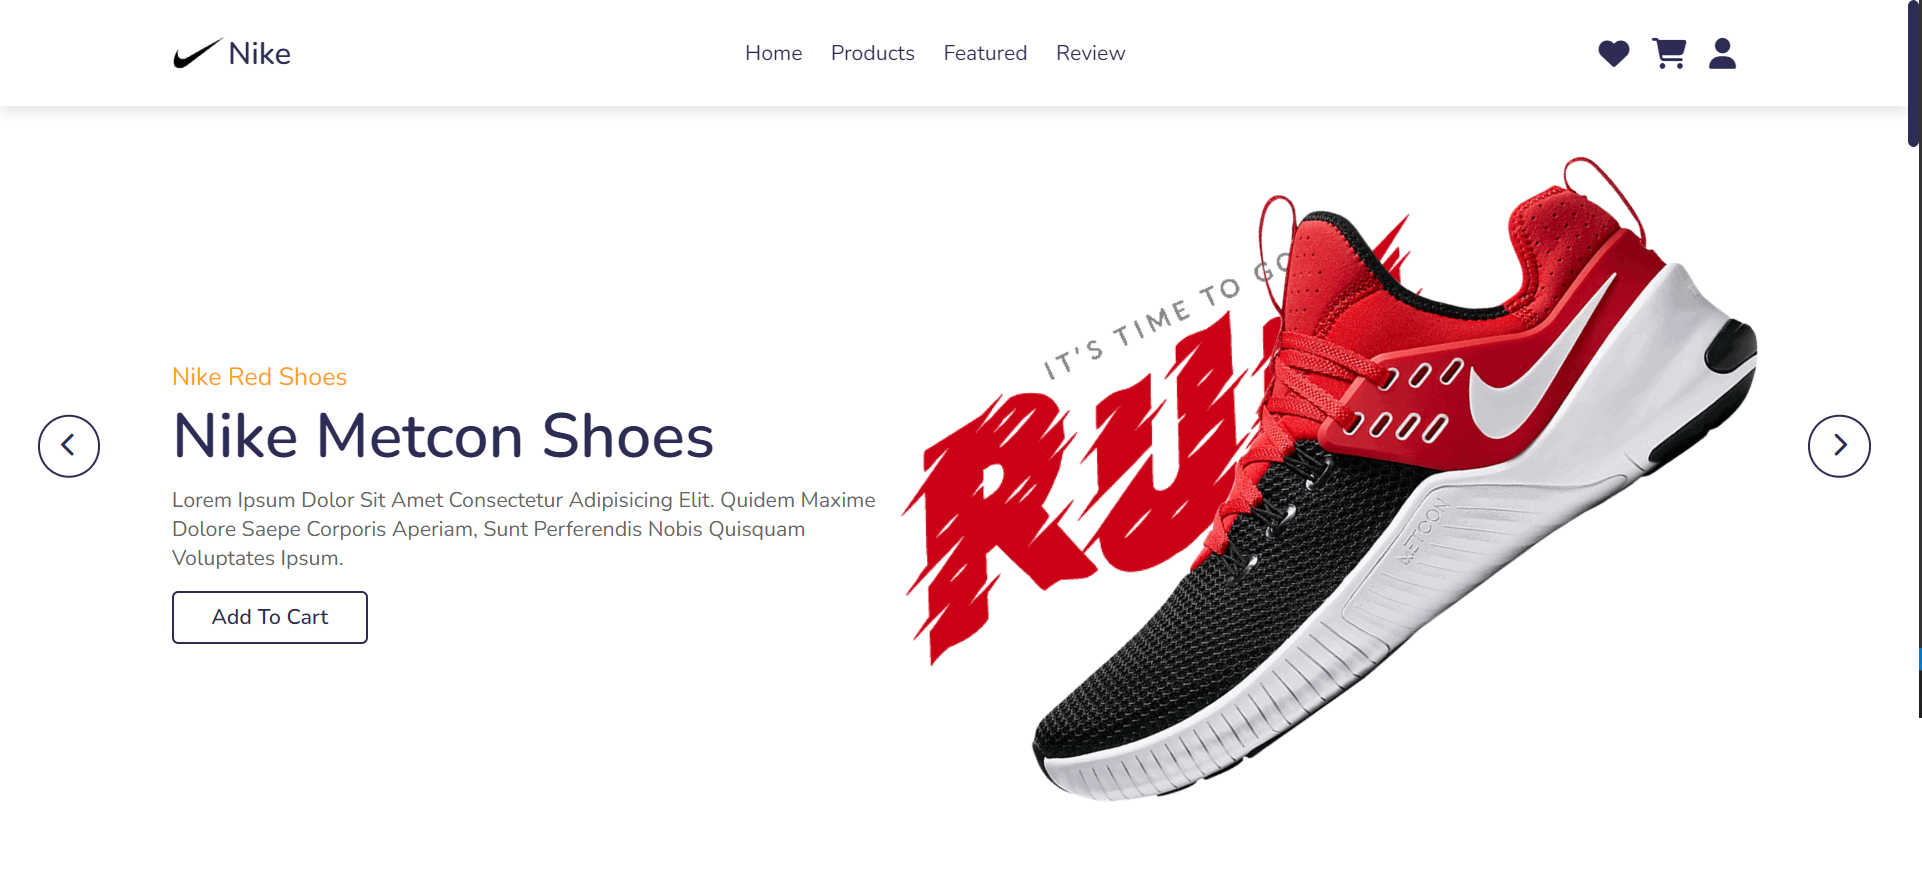 Nike
Home Products Featured Review
IT'S TIME TO GO
Nike Red Shoes
Nike Metcon Shoes
Lorem Ipsum Dolor Sit Amet Consectetur Adipisicing Elit. Quidem Maxime
Dolore Saepe Corporis Aperiam, Sunt Perferendis Nobis Quisquam
Voluptates Ipsum.
Add To Cart
METCON